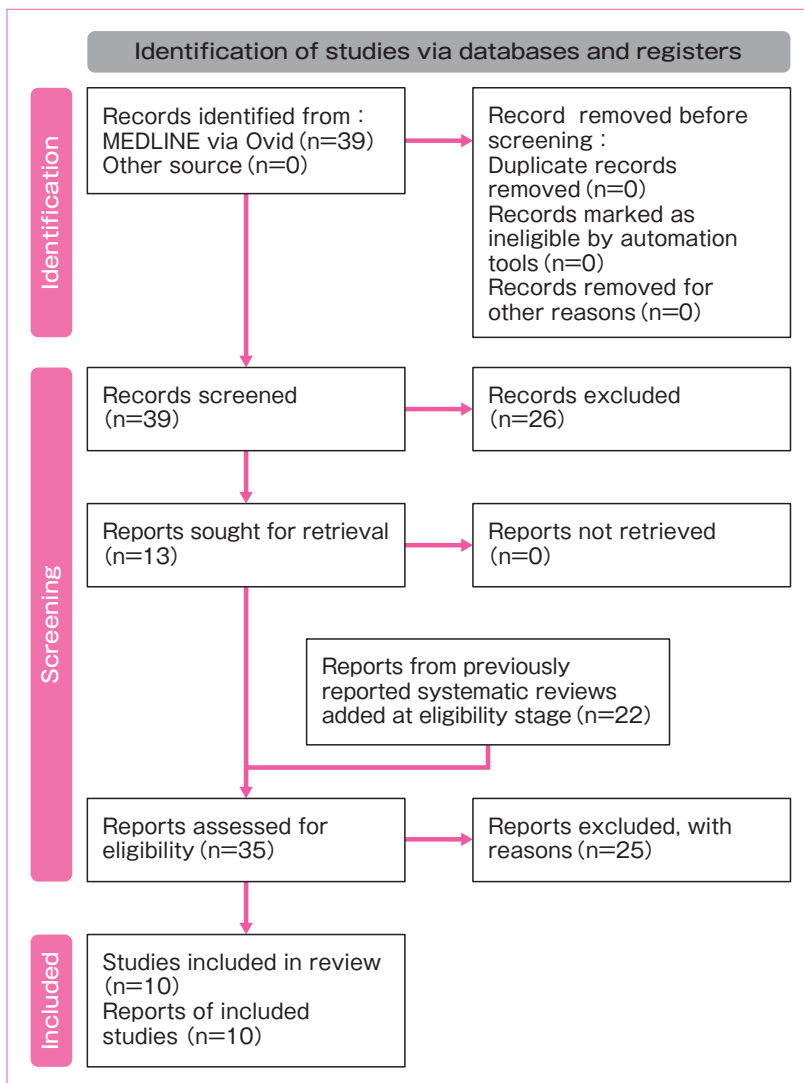 Identification of studies via databases and registers
Identification
Records identified from：
MEDLINE via Ovid (n=39)
Other source (n=0)
Record  removed before
screening：
Duplicate records
removed (n=0)
Records marked as
ineligible by automation
tools (n=0)
Records removed for
other reasons (n=0)
Screening
Records screened
(n=39)
Records excluded
(n=26)
Reports sought for retrieval
(n=13)
Reports not retrieved
(n=0)
Reports from previously
reported systematic reviews
added at eligibility stage (n=22)
Reports assessed for
eligibility (n=35)
Reports excluded, with
reasons (n=25)
Included
Studies included in review
(n=10)
Reports of included
studies (n=10)